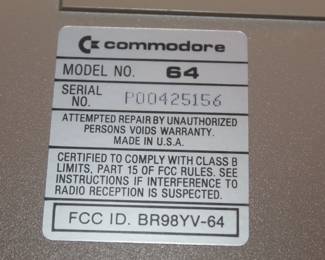 commodore
MODEL NO. 64
SERIAL
NO. P00425156
ATTEMPTED REPAIR BY UNAUTHORIZED
PERSONS VOIDS WARRANTY.
MADE IN U.S.A.
CERTIFIED TO COMPLY WITH CLASS B
LIMITS, PART 15 OF FCC RULES. SEE
INSTRUCTIONS IF INTERFERENCE TO
RADIO RECEPTION IS SUSPECTED.
FCC ID. BR98YV-64